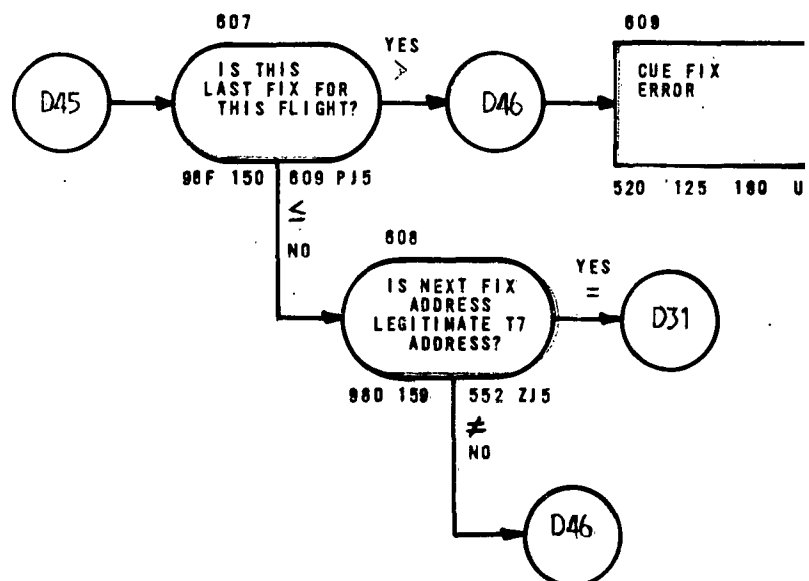 607
609
YES
>
IS THIS
LAST FIX FOR
THIS FLIGHT?
CUE FIX
ERROR
D45
D46
96F 150 609 PJ5
520 125 180 U
≤
NO
608
YES
=
IS NEXT FIX
ADDRESS
LEGITIMATE T7
ADDRESS?
D31
980 159 552 ZJ5
≠
NO
D46